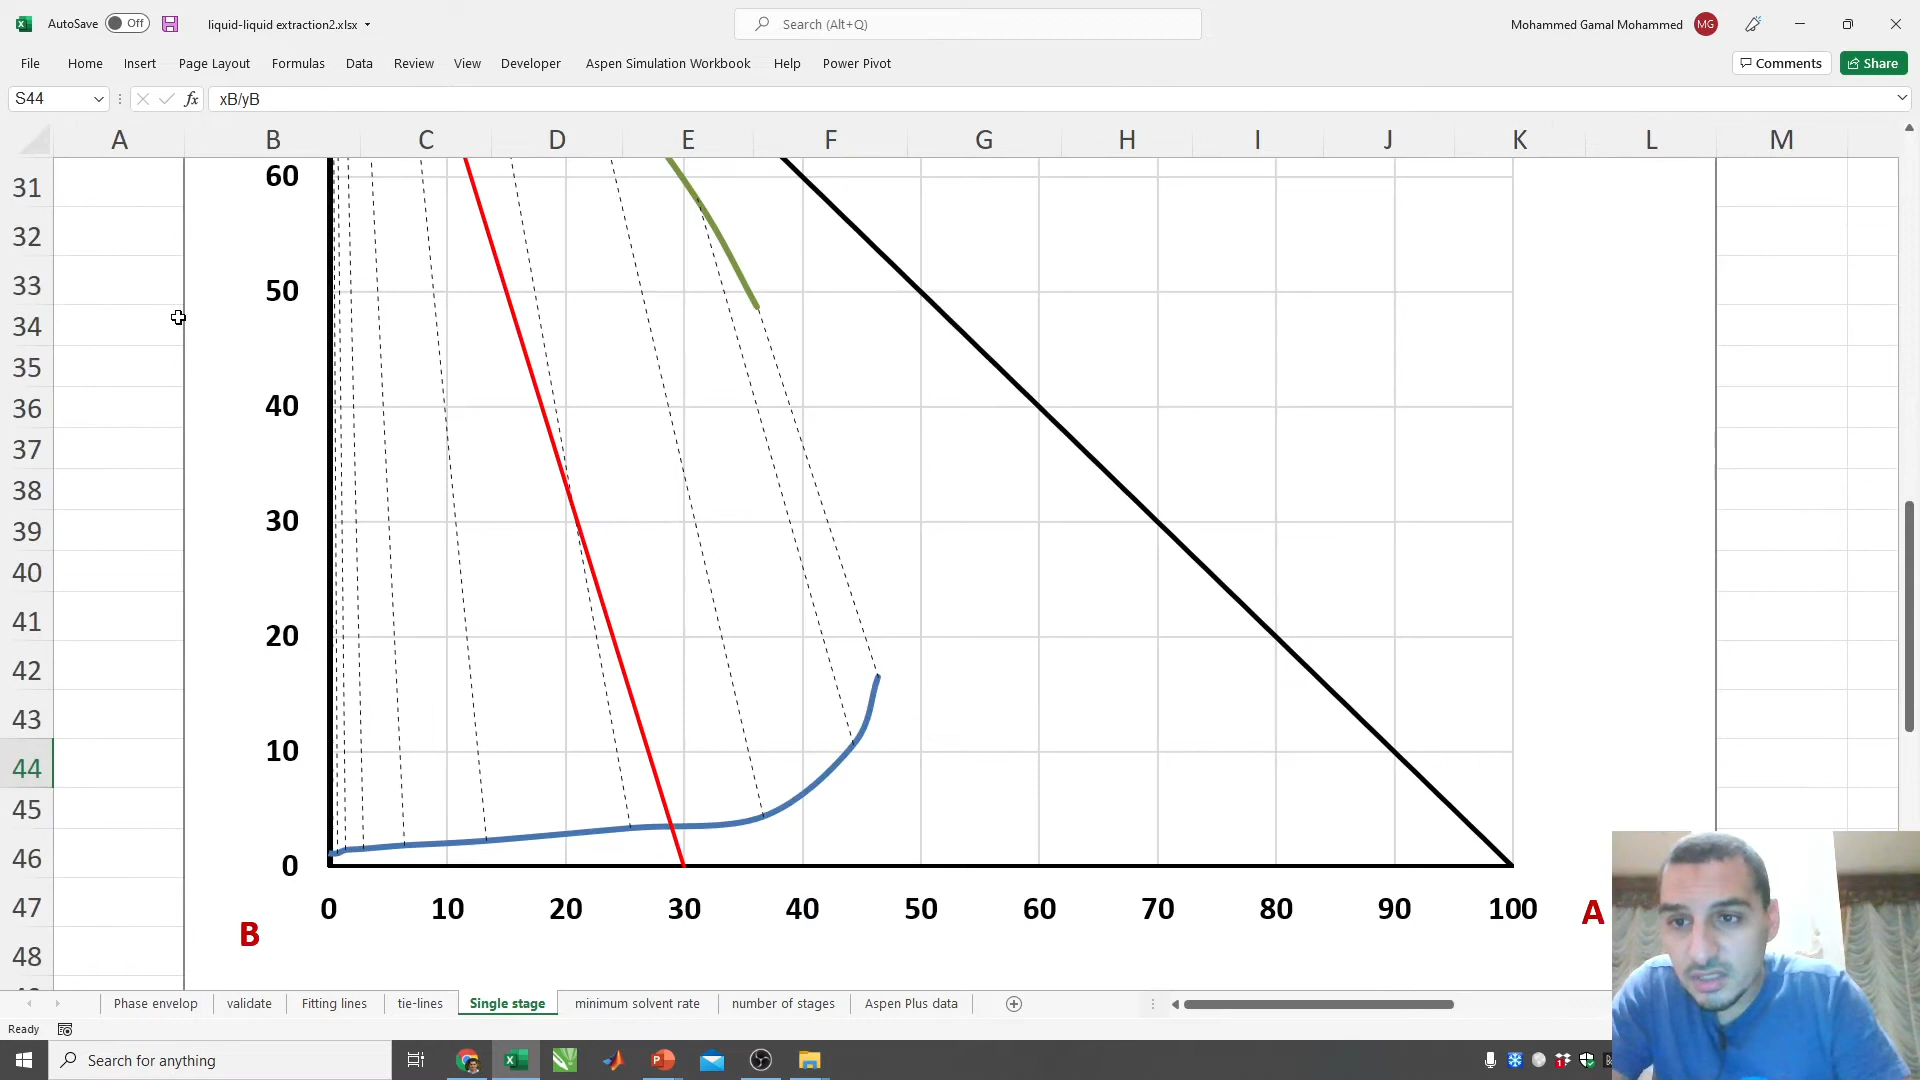 AutoSave Off liquid-liquid extraction2.xlsx Search (Alt+Q) Mohammed Gamal Mohammed MG
File Home Insert Page Layout Formulas Data Review View Developer Aspen Simulation Workbook Help Power Pivot Comments Share
S44 fx xB/yB
A B C D E F G H I J K L M
31 60
32
33 50
34
35
36 40
37
38
39 30
40
41 20
42
43
44 10
45
46 0
47 0 10 20 30 40 50 60 70 80 90 100 A
B
48
Phase envelop validate Fitting lines tie-lines Single stage minimum solvent rate number of stages Aspen Plus data
Ready
Search for anything